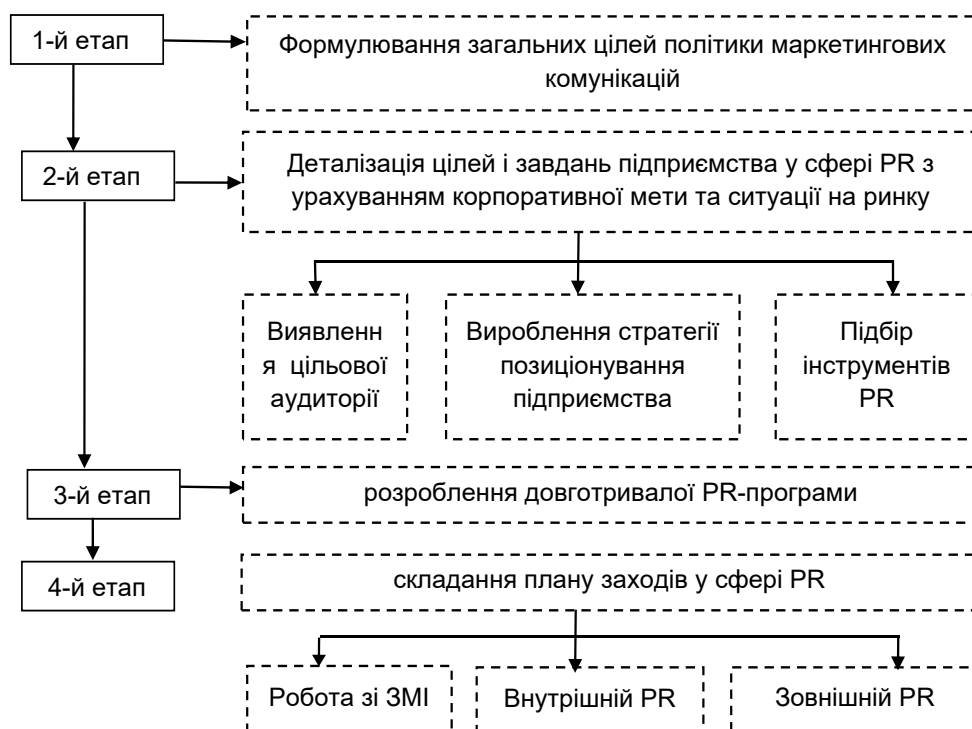 1-й етап
Формулювання загальних цілей політики маркетингових
комунікацій
2-й етап
Деталізація цілей і завдань підприємства у сфері PR з
урахуванням корпоративної мети та ситуації на ринку
Виявленн
я цільової
аудиторії
Вироблення стратегії
позиціонування
підприємства
Підбір
інструментів
PR
3-й етап
розроблення довготривалої PR-програми
4-й етап
складання плану заходів у сфері PR
Робота зі ЗМІ
Внутрішній PR
Зовнішній PR